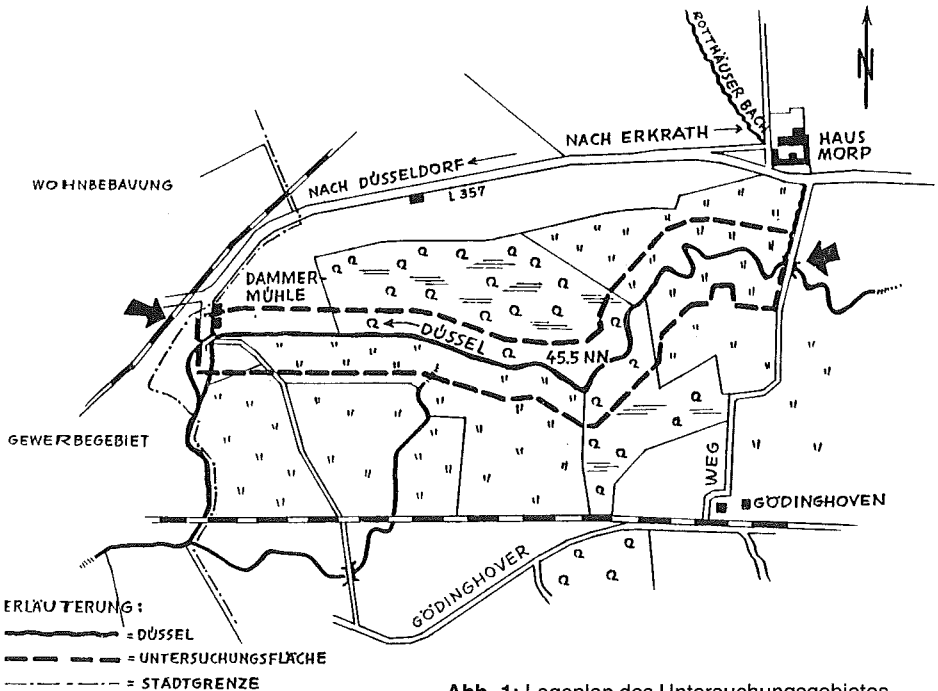 ROTTHÄUSER BACH
N
NACH ERKRATH →
HAUS
MORP
WOHNBEBAUUNG
NACH DÜSSELDORF ←
L 357
DAMMER-
MÜHLE
← DÜSSEL
45.5 NN
GEWERBEGEBIET
WEG
GÖDINGHOVEN
GÖDINGHOVER
ERLÄUTERUNG:
= DÜSSEL
= UNTERSUCHUNGSFLÄCHE
= STADTGRENZE
Abb. 1: Lageplan des Untersuchungsgebietes